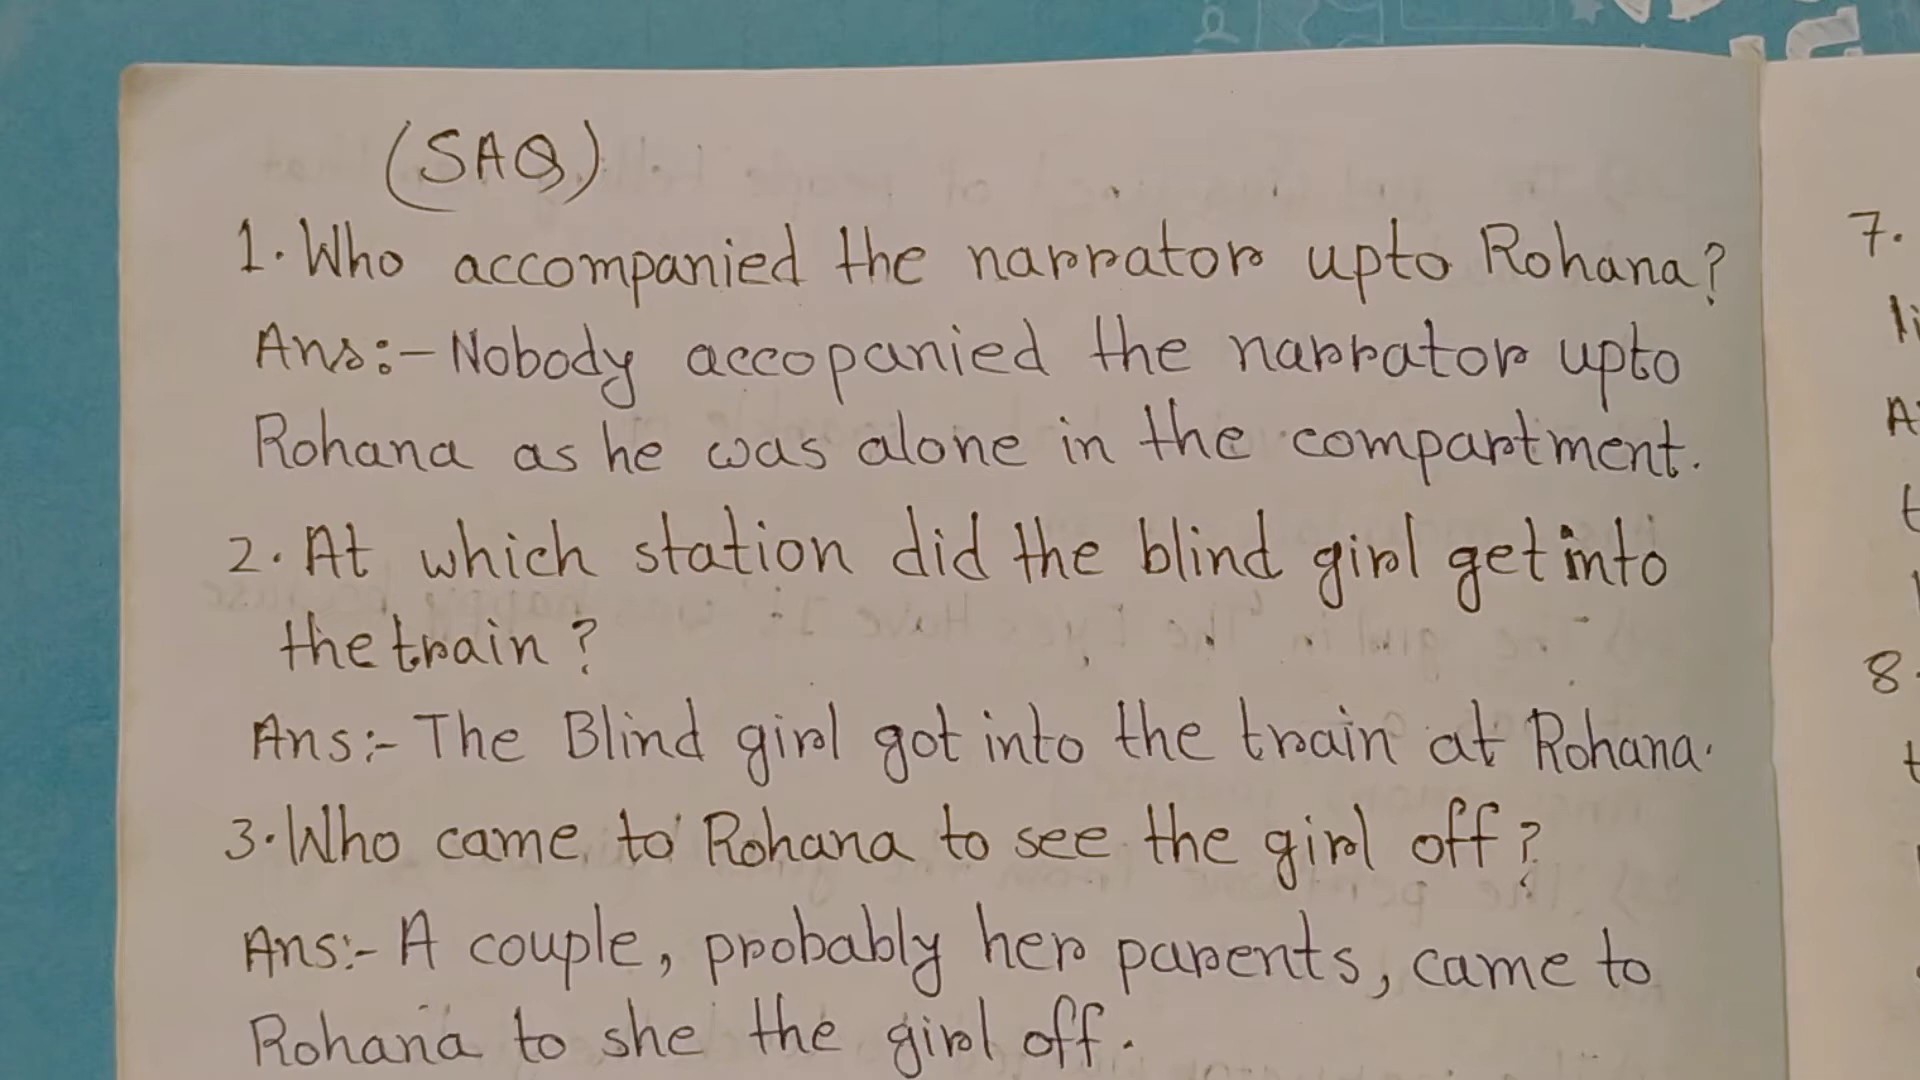 (SAQ)
1. Who accompanied the narrator upto Rohana?
Ans:- Nobody accopanied the narrator upto
Rohana as he was alone in the compartment.
2. At which station did the blind girl get into
the train?
Ans:- The Blind girl got into the train at Rohana.
3. Who came to Rohana to see the girl off?
Ans:- A couple, probably her parents, came to
Rohana to she the girl off.
7.
8.